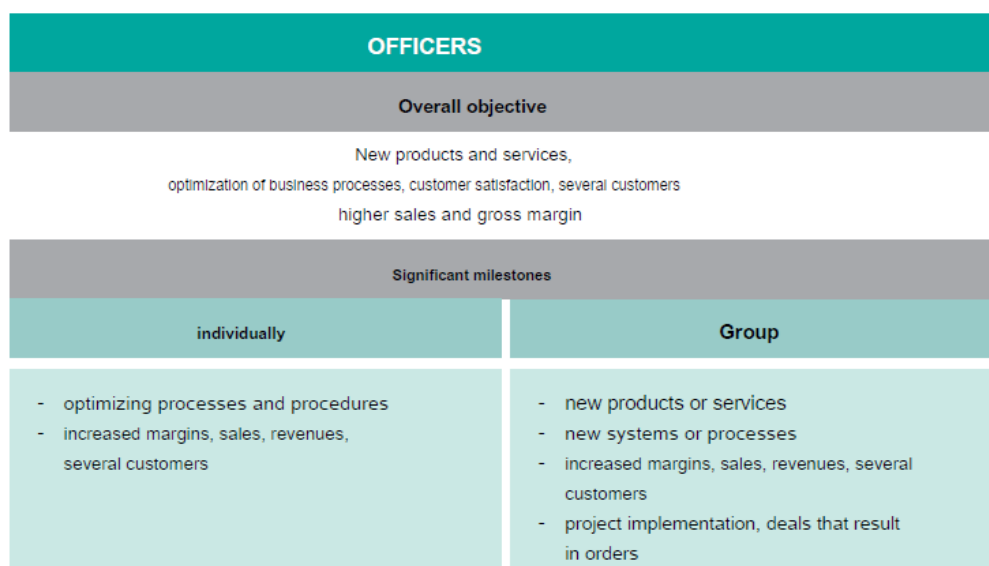 OFFICERS
Overall objective
New products and services,
optimization of business processes, customer satisfaction, several customers
higher sales and gross margin
Significant milestones
individually
Group
- optimizing processes and procedures
- increased margins, sales, revenues,
several customers
- new products or services
- new systems or processes
- increased margins, sales, revenues, several
customers
- project implementation, deals that result
in orders